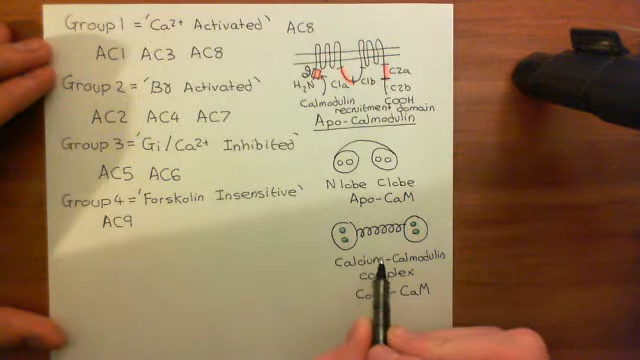 Group 1 = 'Ca2+ Activated'
AC1 AC3 AC8
Group 2 = 'Bγ Activated'
AC2 AC4 AC7
Group 3 = 'Gi/Ca2+ Inhibited'
AC5 AC6
Group 4 = 'Forskolin Insensitive'
AC9
AC8
H2N
C1a
C1b
C2a
C2b
COOH
Calmodulin
recruitment domain
Apo-Calmodulin
N lobe C lobe
Apo-CaM
Calcium-Calmodulin
complex
CaM